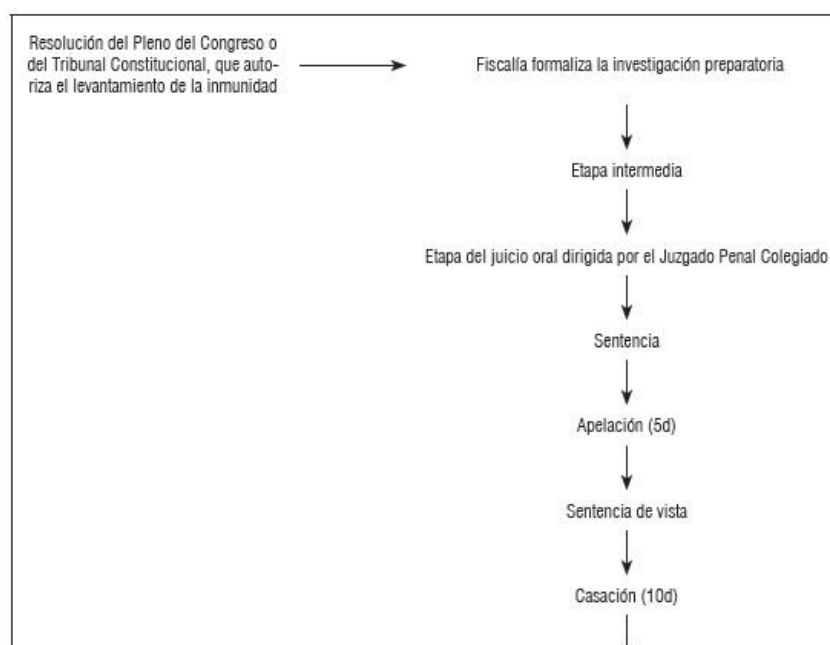 Resolución del Pleno del Congreso o
del Tribunal Constitucional, que auto-
riza el levantamiento de la inmunidad
Fiscalía formaliza la investigación preparatoria
Etapa intermedia
Etapa del juicio oral dirigida por el Juzgado Penal Colegiado
Sentencia
Apelación (5d)
Sentencia de vista
Casación (10d)